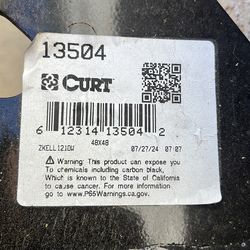 13504
CURT
6 12314 13504 2
48X48
ZKELL1210W 07/27/24 07:07
⚠ Warning: This product can expose you
To chemicals including carbon black,
Which is known to the State of California
to cause cancer. For more information
go to www.P65Warnings.ca.gov.